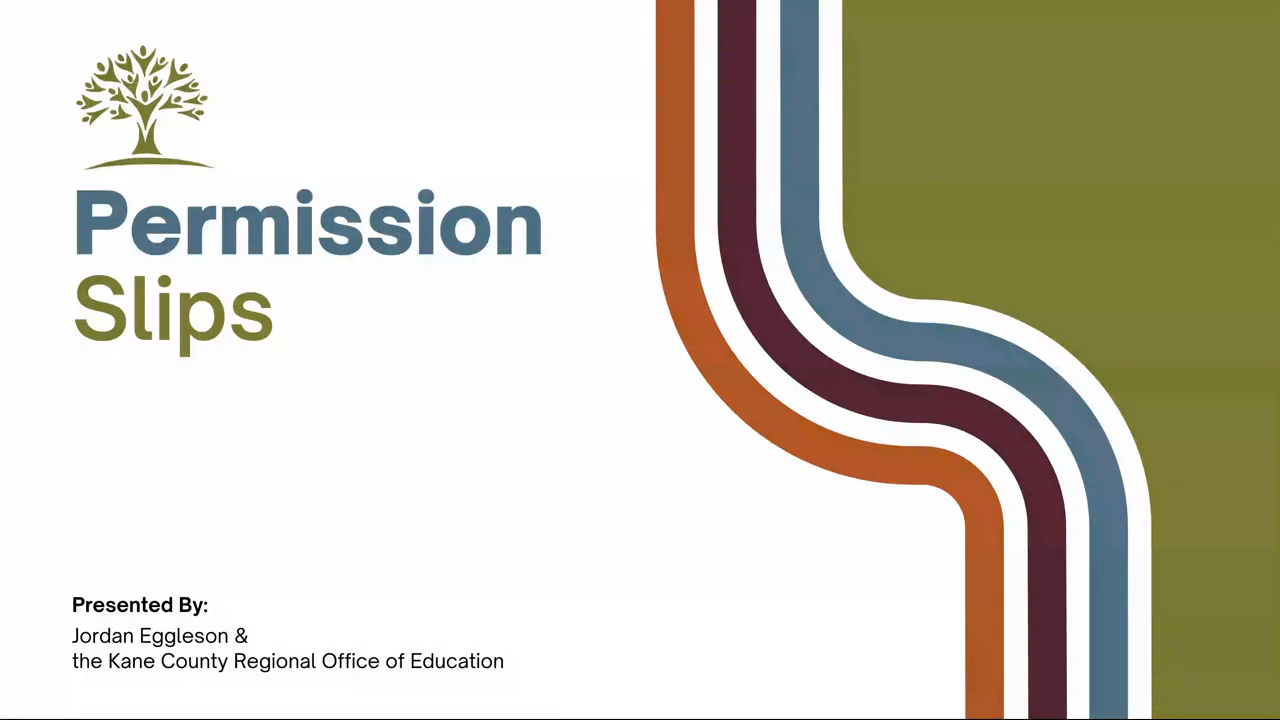 Permission
Slips
Presented By:
Jordan Eggleson &
the Kane County Regional Office of Education